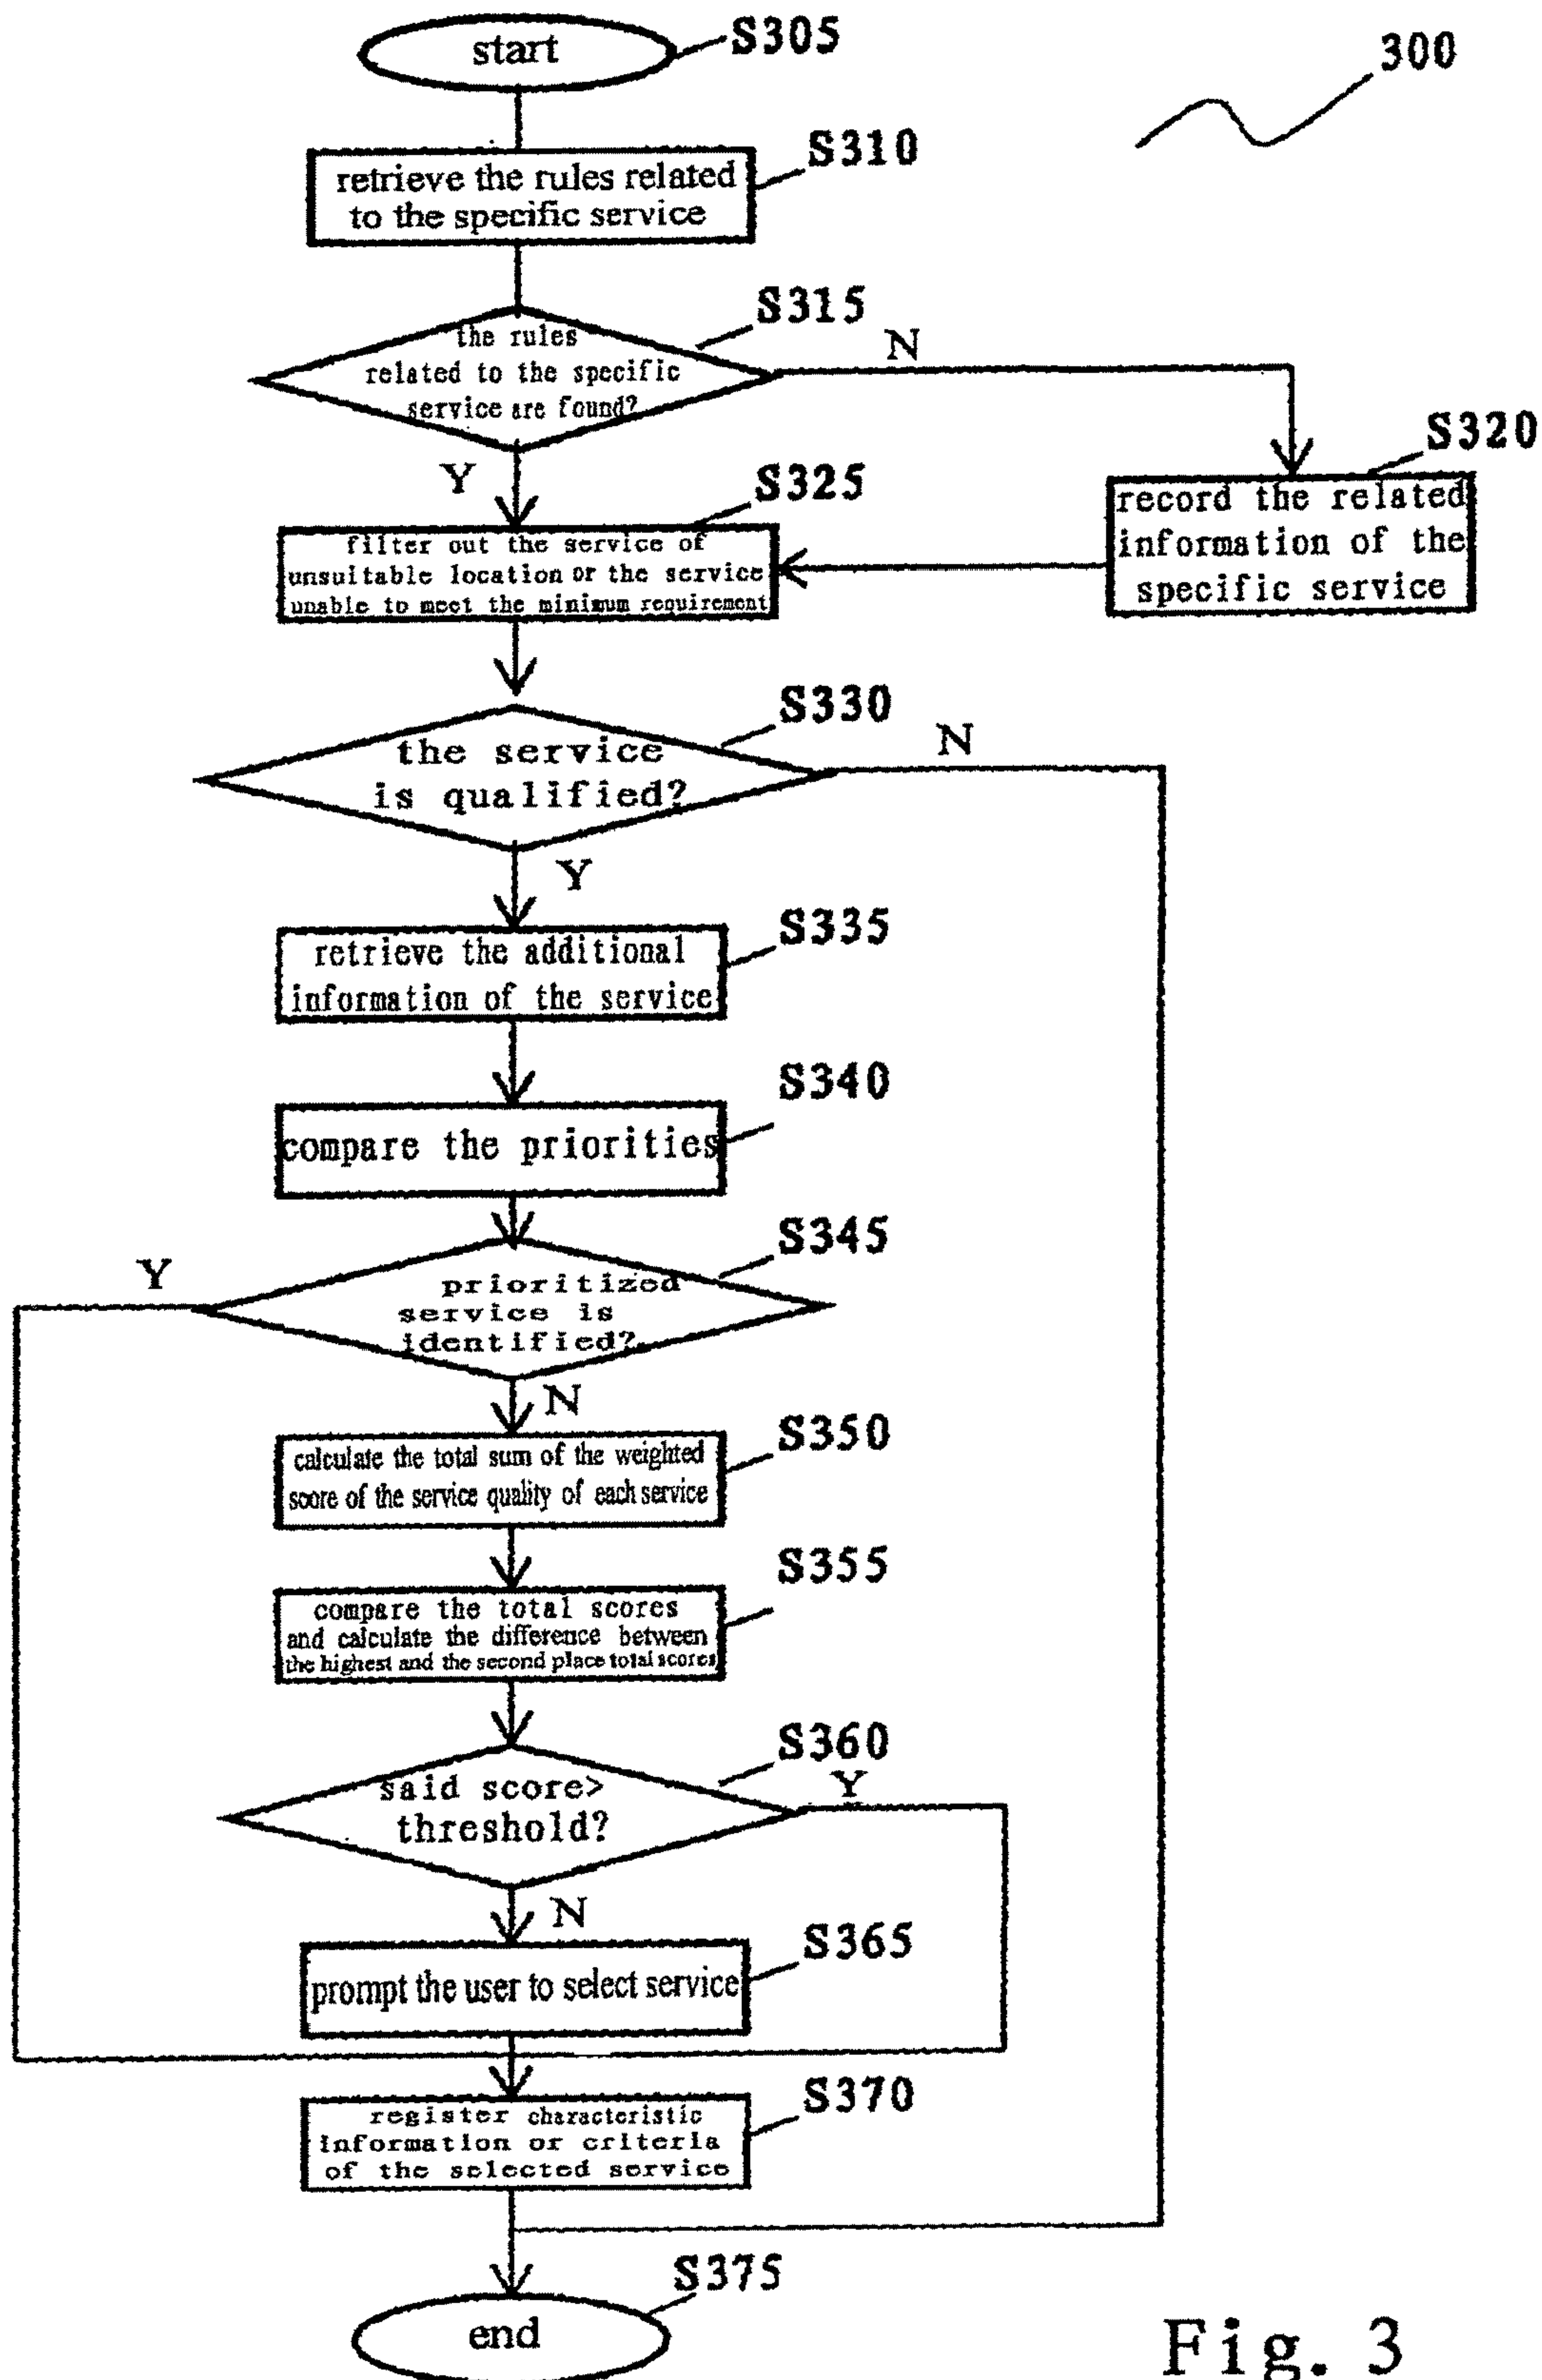 start
S305
300
retrieve the rules related
to the specific service
S310
the rules
related to the specific
service are found?
S315
N
Y
record the related
information of the
specific service
S320
filter out the service of
unsuitable location or the service
unable to meet the minimum requirement
S325
the service
is qualified?
S330
N
Y
retrieve the additional
information of the service
S335
compare the priorities
S340
prioritized
service is
identified?
S345
Y
N
calculate the total sum of the weighted
score of the service quality of each service
S350
compare the total scores
and calculate the difference between
the highest and the second place total scores
S355
said score>
threshold?
S360
Y
N
prompt the user to select service
S365
register characteristic
information or criteria
of the selected service
S370
end
S375
Fig. 3